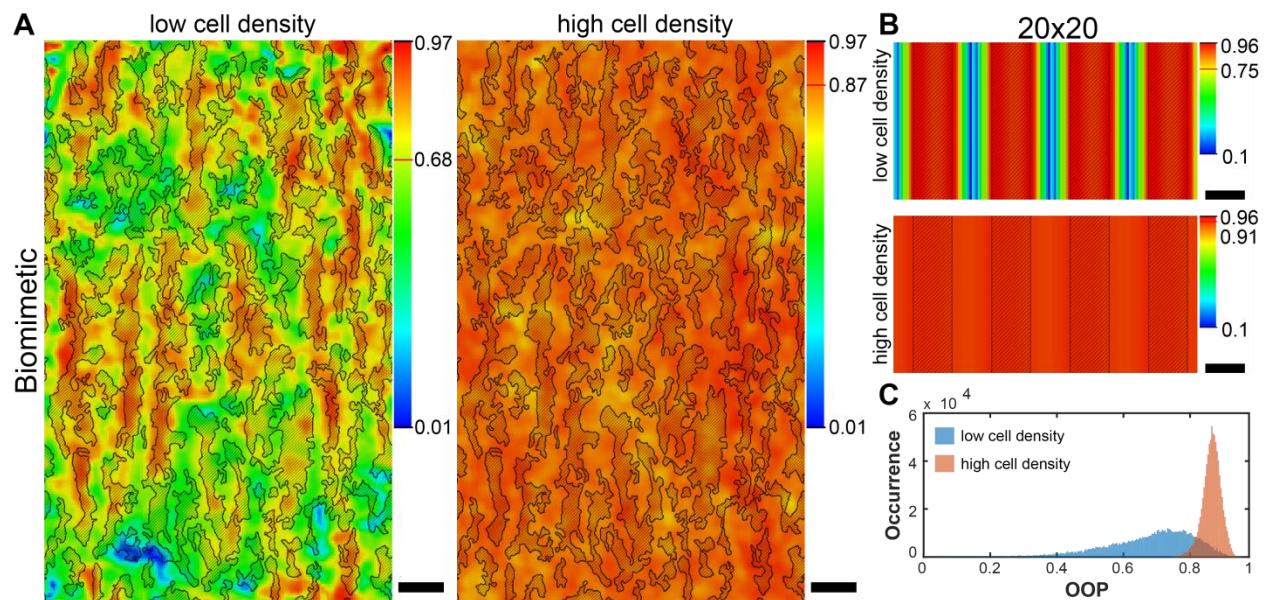 A
low cell density
high cell density
Biomimetic
0.97
0.68
0.01
0.97
0.87
0.01
B
20x20
low cell density
0.96
0.75
0.1
high cell density
0.96
0.91
0.1
C
x 10 4
6
4
2
0
Occurrence
low cell density
high cell density
0 0.2 0.4 0.6 0.8 1
OOP